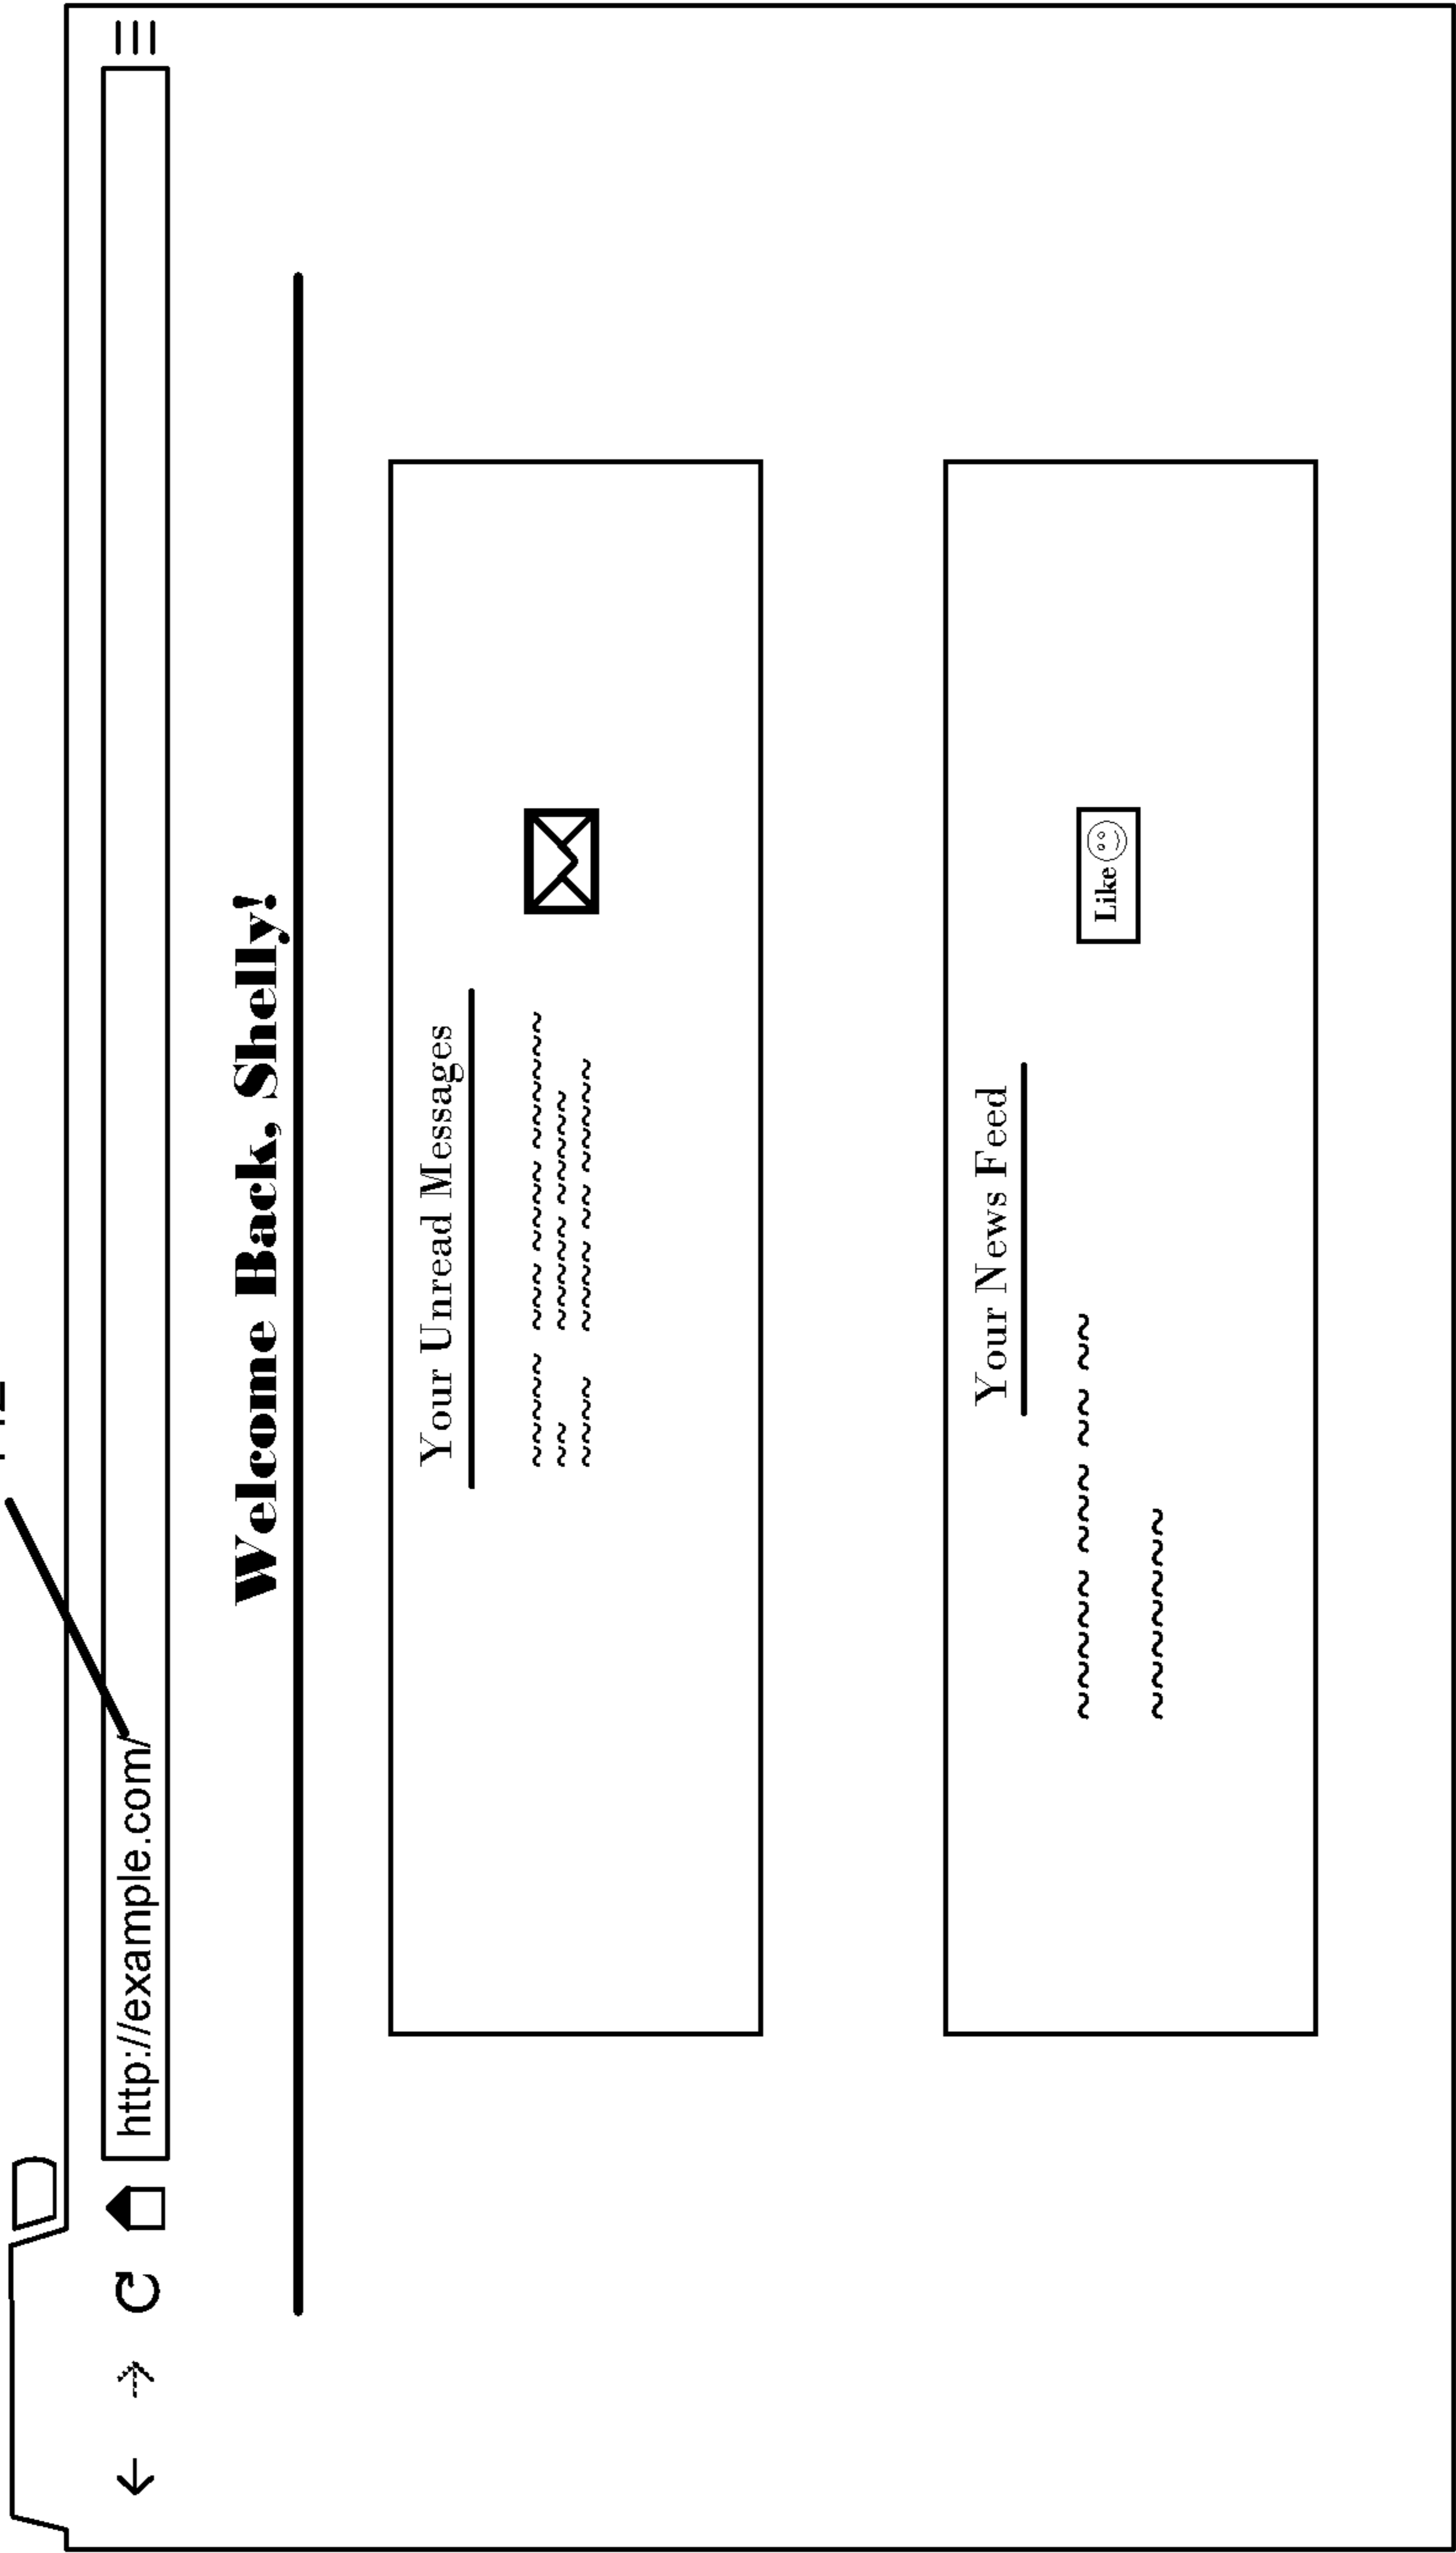 http://example.com/
Welcome Back, Shelly!
Your Unread Messages
Your News Feed
Like